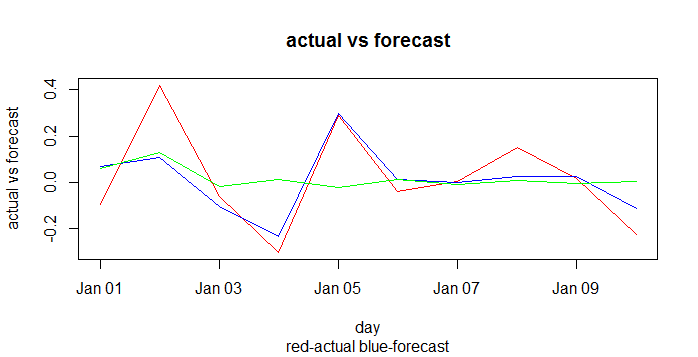 actual vs forecast
actual vs forecast
0.4
0.2
0.0
-0.2
Jan 01 Jan 03 Jan 05 Jan 07 Jan 09
day
red-actual blue-forecast